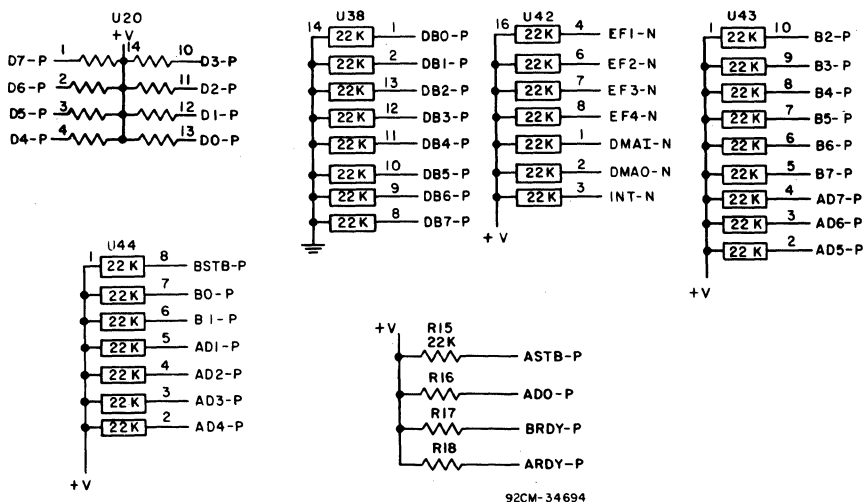 U20
+V
D7-P 1 14 10 D3-P
D6-P 2 11 D2-P
D5-P 3 12 D1-P
D4-P 4 13 D0-P
U38
14 22K 1 DB0-P
22K 2 DB1-P
22K 13 DB2-P
22K 12 DB3-P
22K 11 DB4-P
22K 10 DB5-P
22K 9 DB6-P
22K 8 DB7-P
U42
16 22K 4 EF1-N
22K 6 EF2-N
22K 7 EF3-N
22K 8 EF4-N
22K 1 DMAI-N
22K 2 DMAO-N
22K 3 INT-N
+V
U43
1 22K 10 B2-P
22K 9 B3-P
22K 8 B4-P
22K 7 B5-P
22K 6 B6-P
22K 5 B7-P
22K 4 AD7-P
22K 3 AD6-P
22K 2 AD5-P
+V
U44
1 22K 8 BSTB-P
22K 7 B0-P
22K 6 B1-P
22K 5 AD1-P
22K 4 AD2-P
22K 3 AD3-P
22K 2 AD4-P
+V
+V
R15
22K
ASTB-P
R16
AD0-P
R17
BRDY-P
R18
ARDY-P
92CM-34694